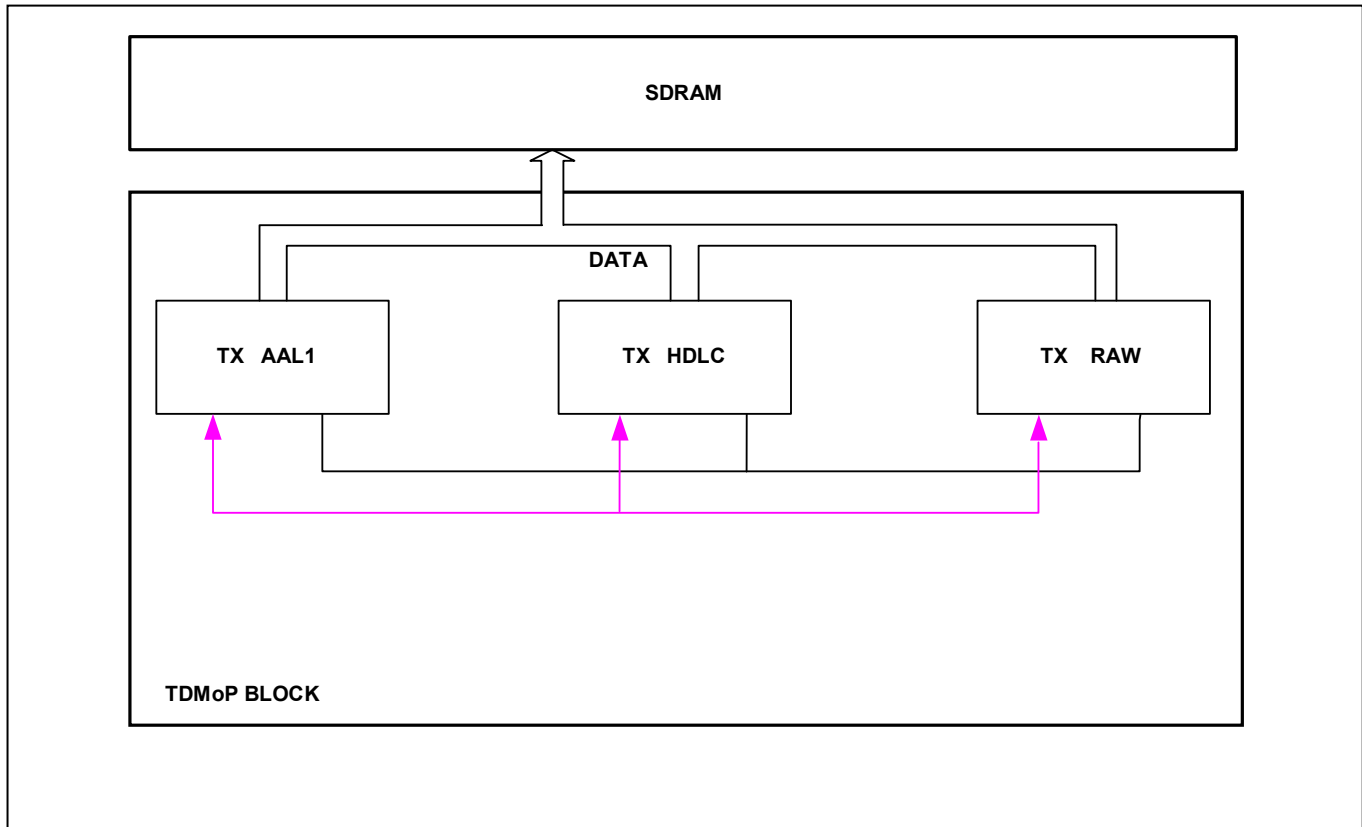 SDRAM
DATA
TX AAL1
TX HDLC
TX RAW
TDMoP BLOCK